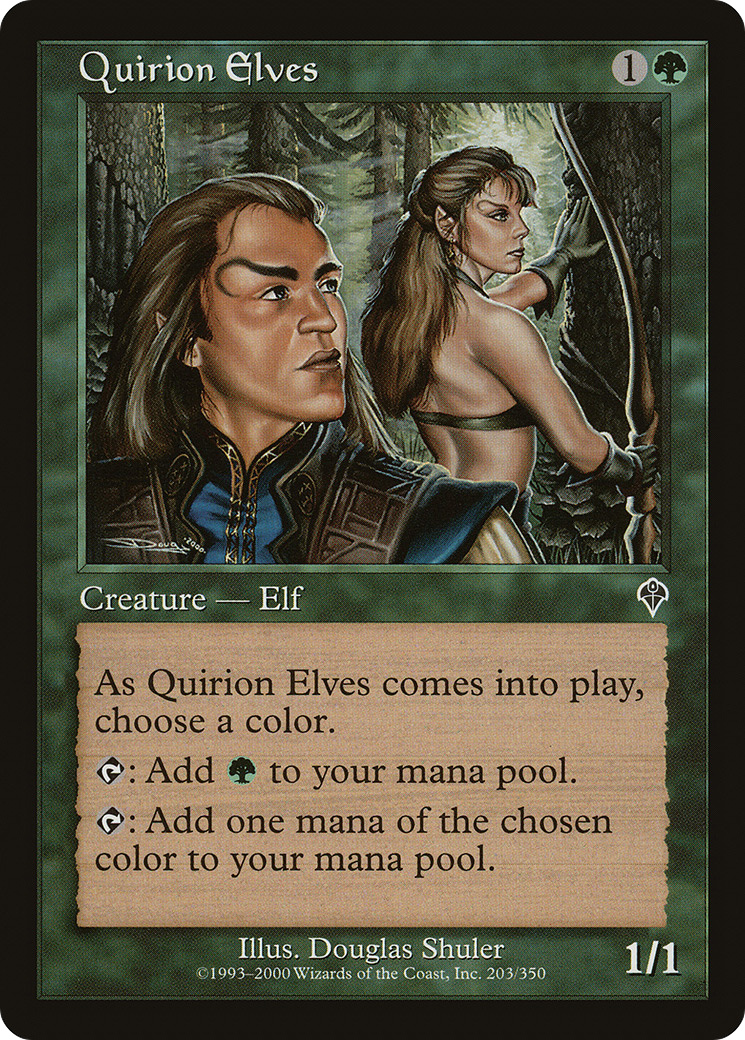 Quirion Elves 1
Doug ·2000·
Creature — Elf
As Quirion Elves comes into play,
choose a color.
: Add to your mana pool.
: Add one mana of the chosen
color to your mana pool.
Illus. Douglas Shuler
©1993–2000 Wizards of the Coast, Inc. 203/350
1/1